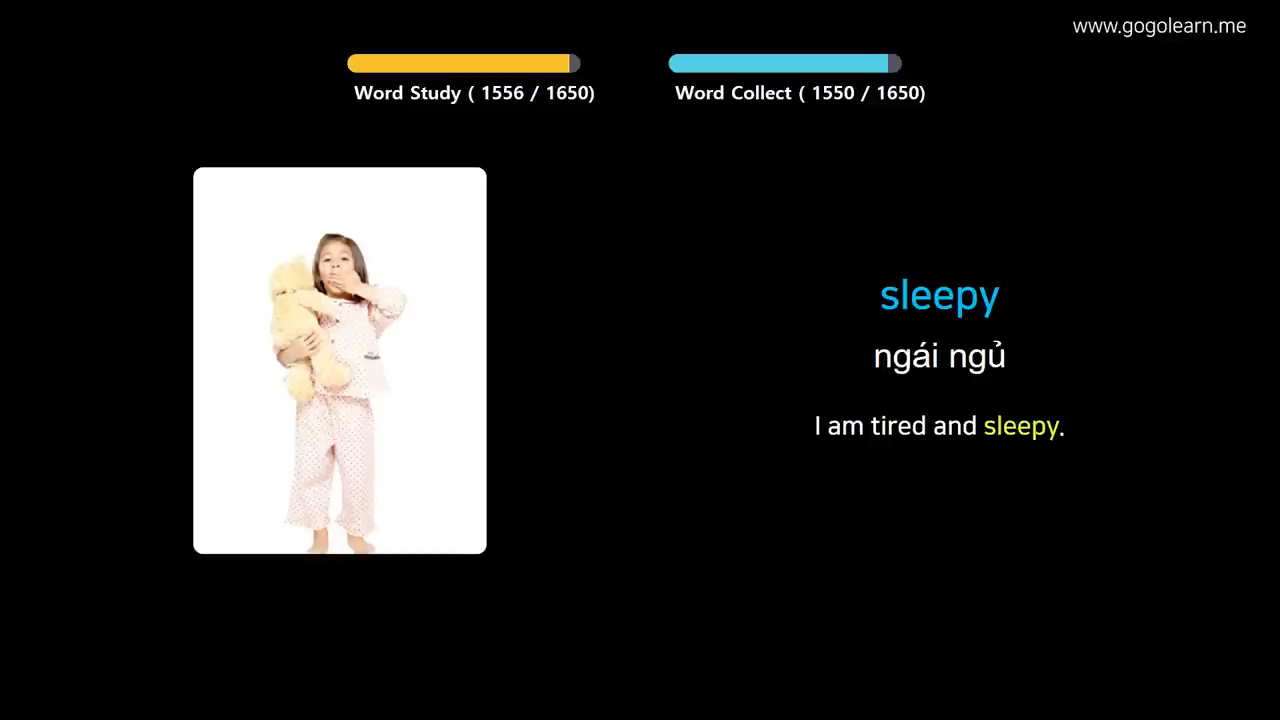 www.gogolearn.me
Word Study ( 1556 / 1650)
Word Collect ( 1550 / 1650)
sleepy
ngái ngủ
I am tired and sleepy.